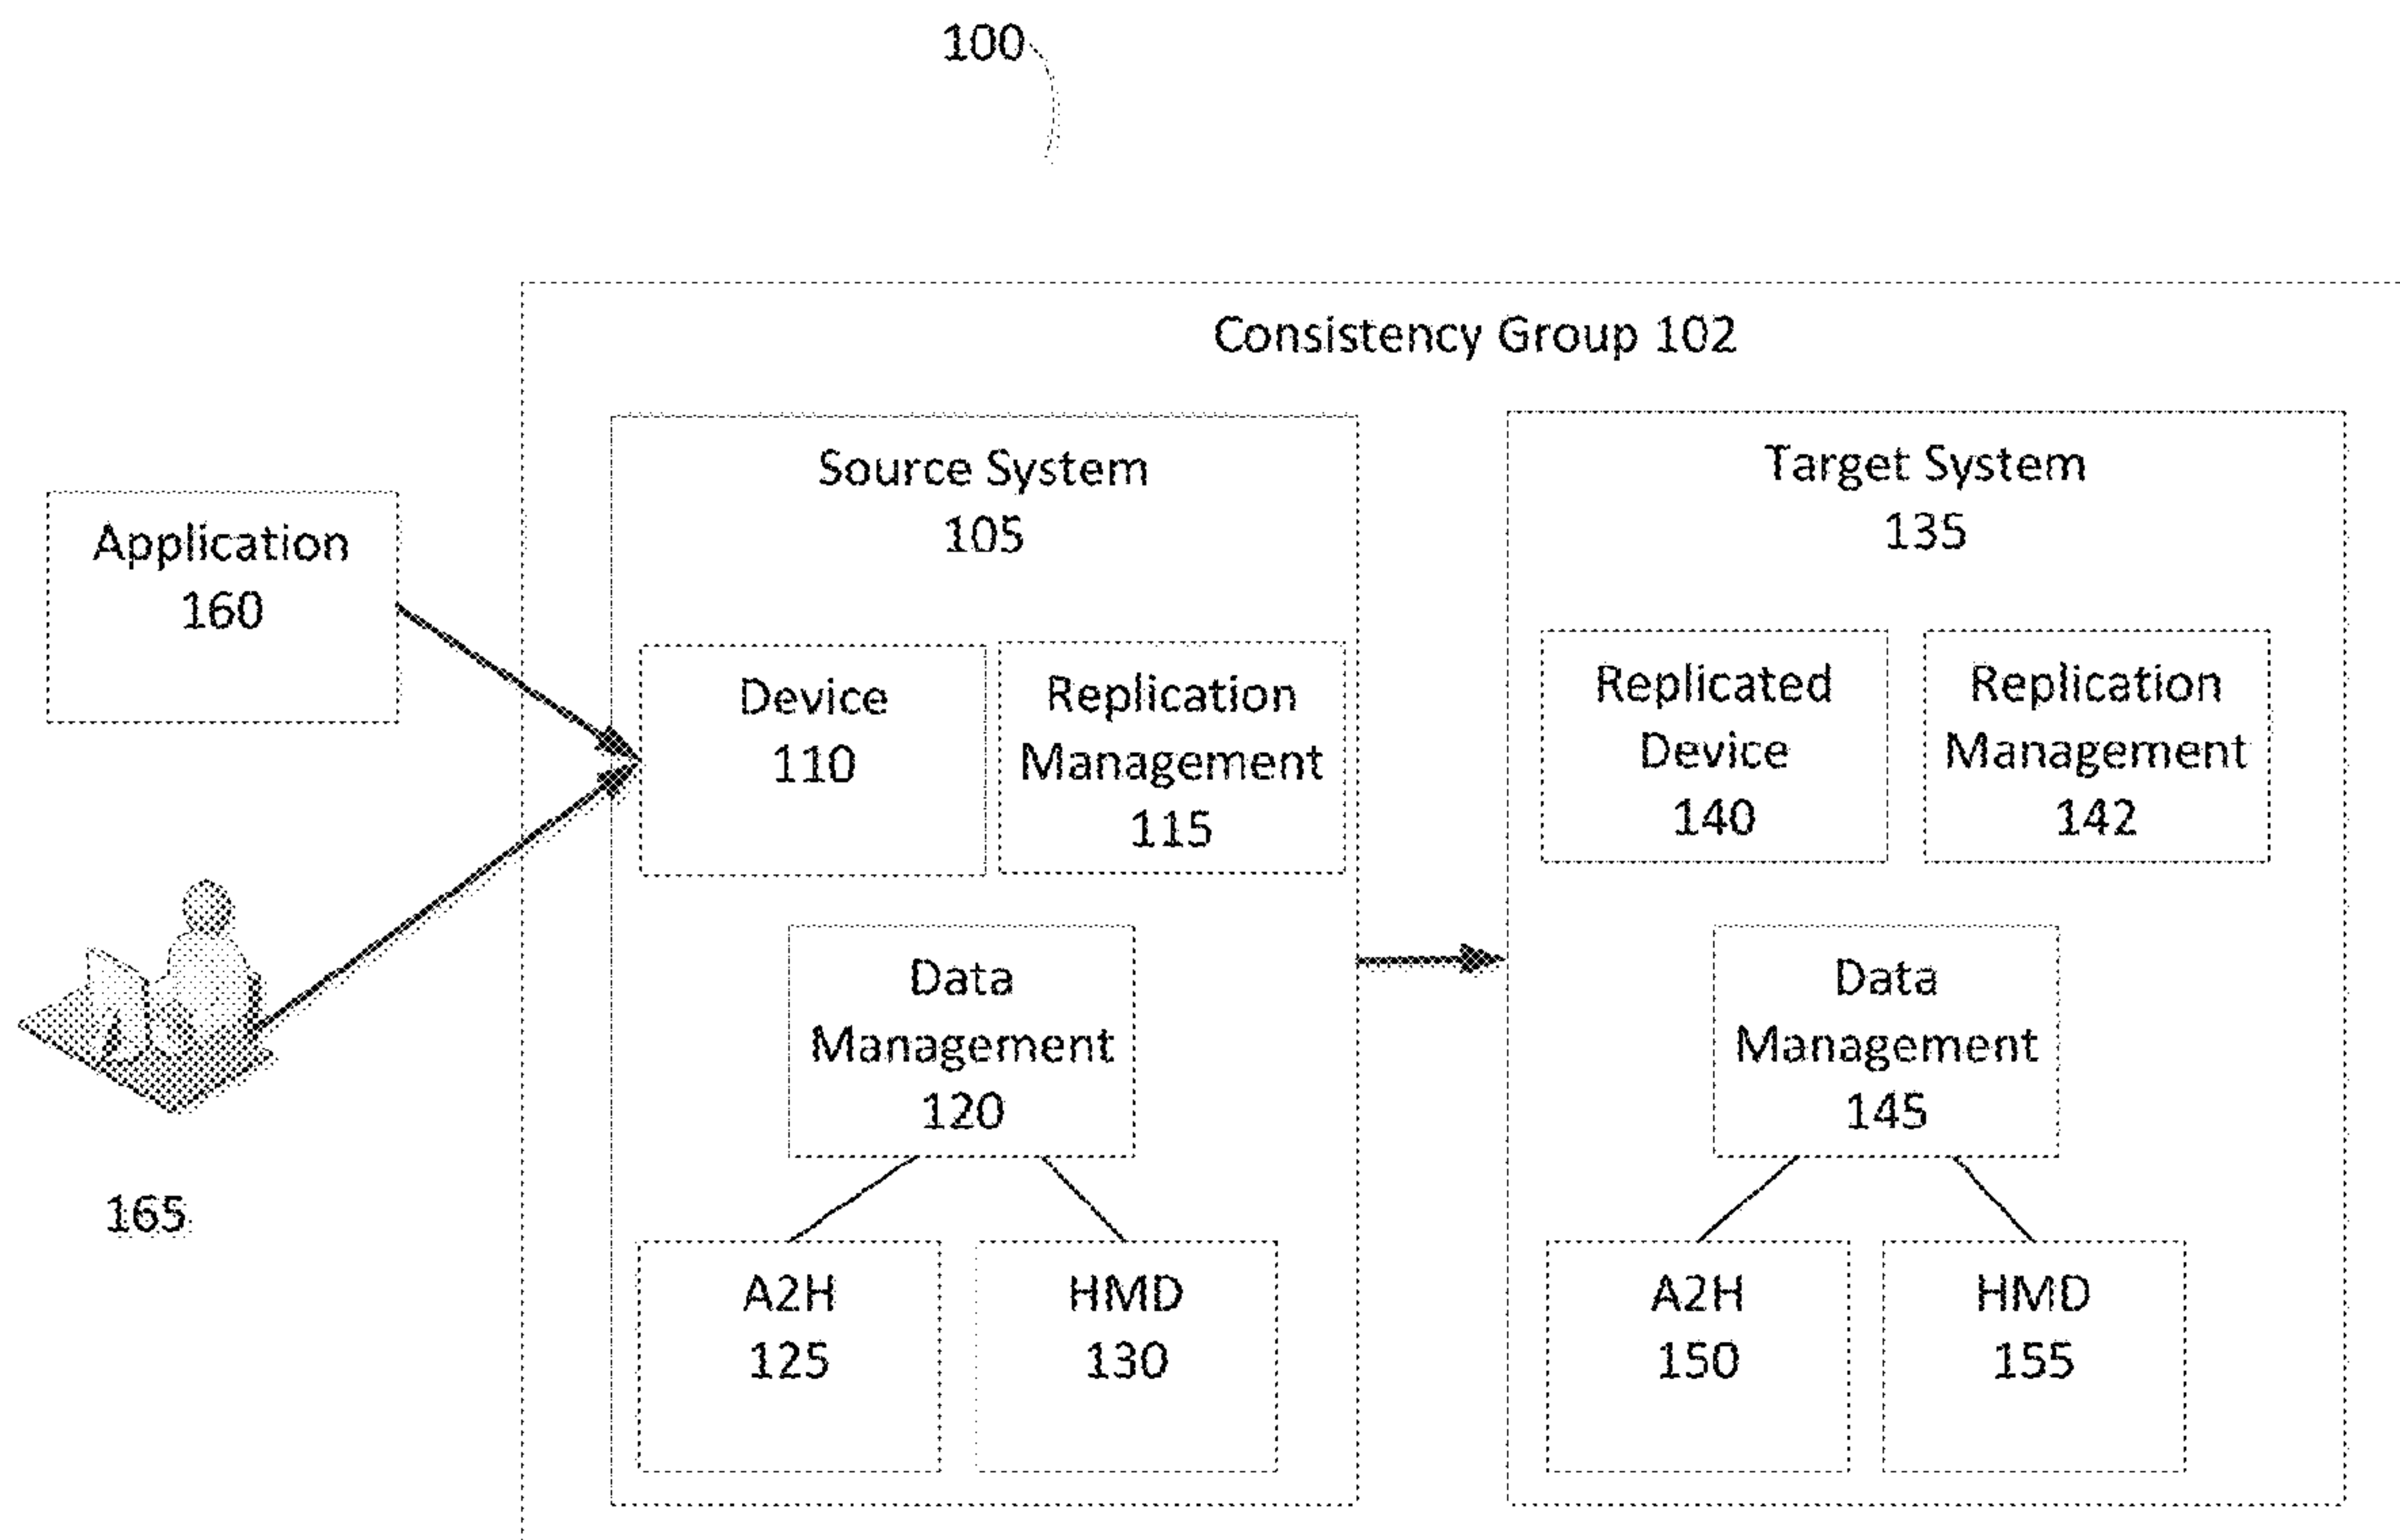 100
Consistency Group 102
Source System
105
Target System
135
Application
160
Device
110
Replication
Management
115
Replicated
Device
140
Replication
Management
142
Data
Management
120
Data
Management
145
165
A2H
125
HMD
130
A2H
150
HMD
155